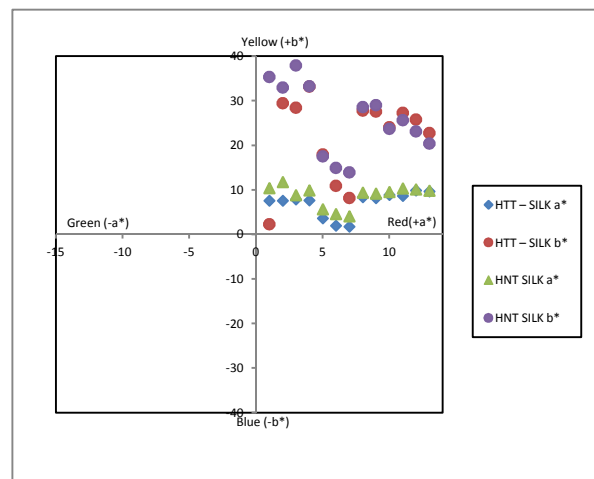 Yellow (+b*)
40
30
20
10
Green (-a*)
Red(+a*)
0
-15
-10
-5
0
5
10
-10
-20
-30
-40
Blue (-b*)
HTT – SILK a*
HTT – SILK b*
HNT SILK a*
HNT SILK b*